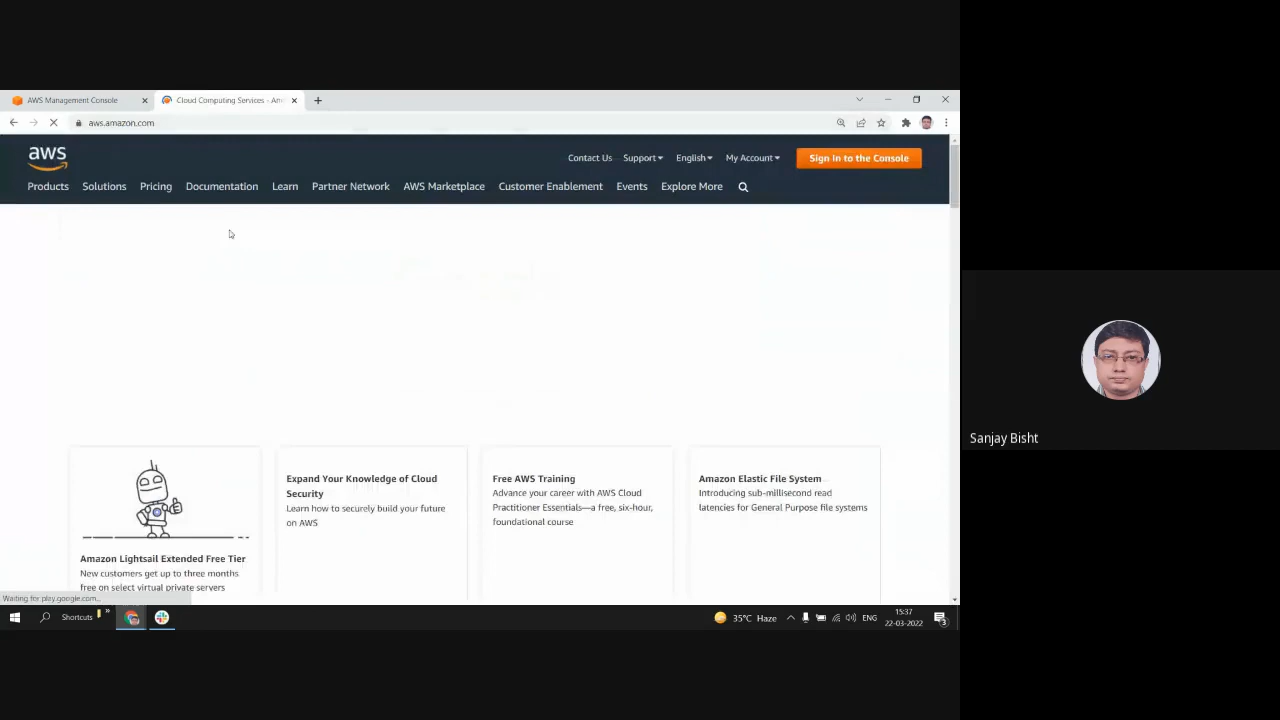 AWS Management Console
Cloud Computing Services - Am
aws.amazon.com
aws
Contact Us Support English My Account Sign In to the Console
Products Solutions Pricing Documentation Learn Partner Network AWS Marketplace Customer Enablement Events Explore More
Expand Your Knowledge of Cloud
Security
Learn how to securely build your future
on AWS
Free AWS Training
Advance your career with AWS Cloud
Practitioner Essentials—a free, six-hour,
foundational course
Amazon Elastic File System
Introducing sub-millisecond read
latencies for General Purpose file systems
Amazon Lightsail Extended Free Tier
New customers get up to three months
free on select virtual private servers
Waiting for play.google.com...
Shortcuts
35°C Haze
ENG
15:37
22-03-2022
3
Sanjay Bisht